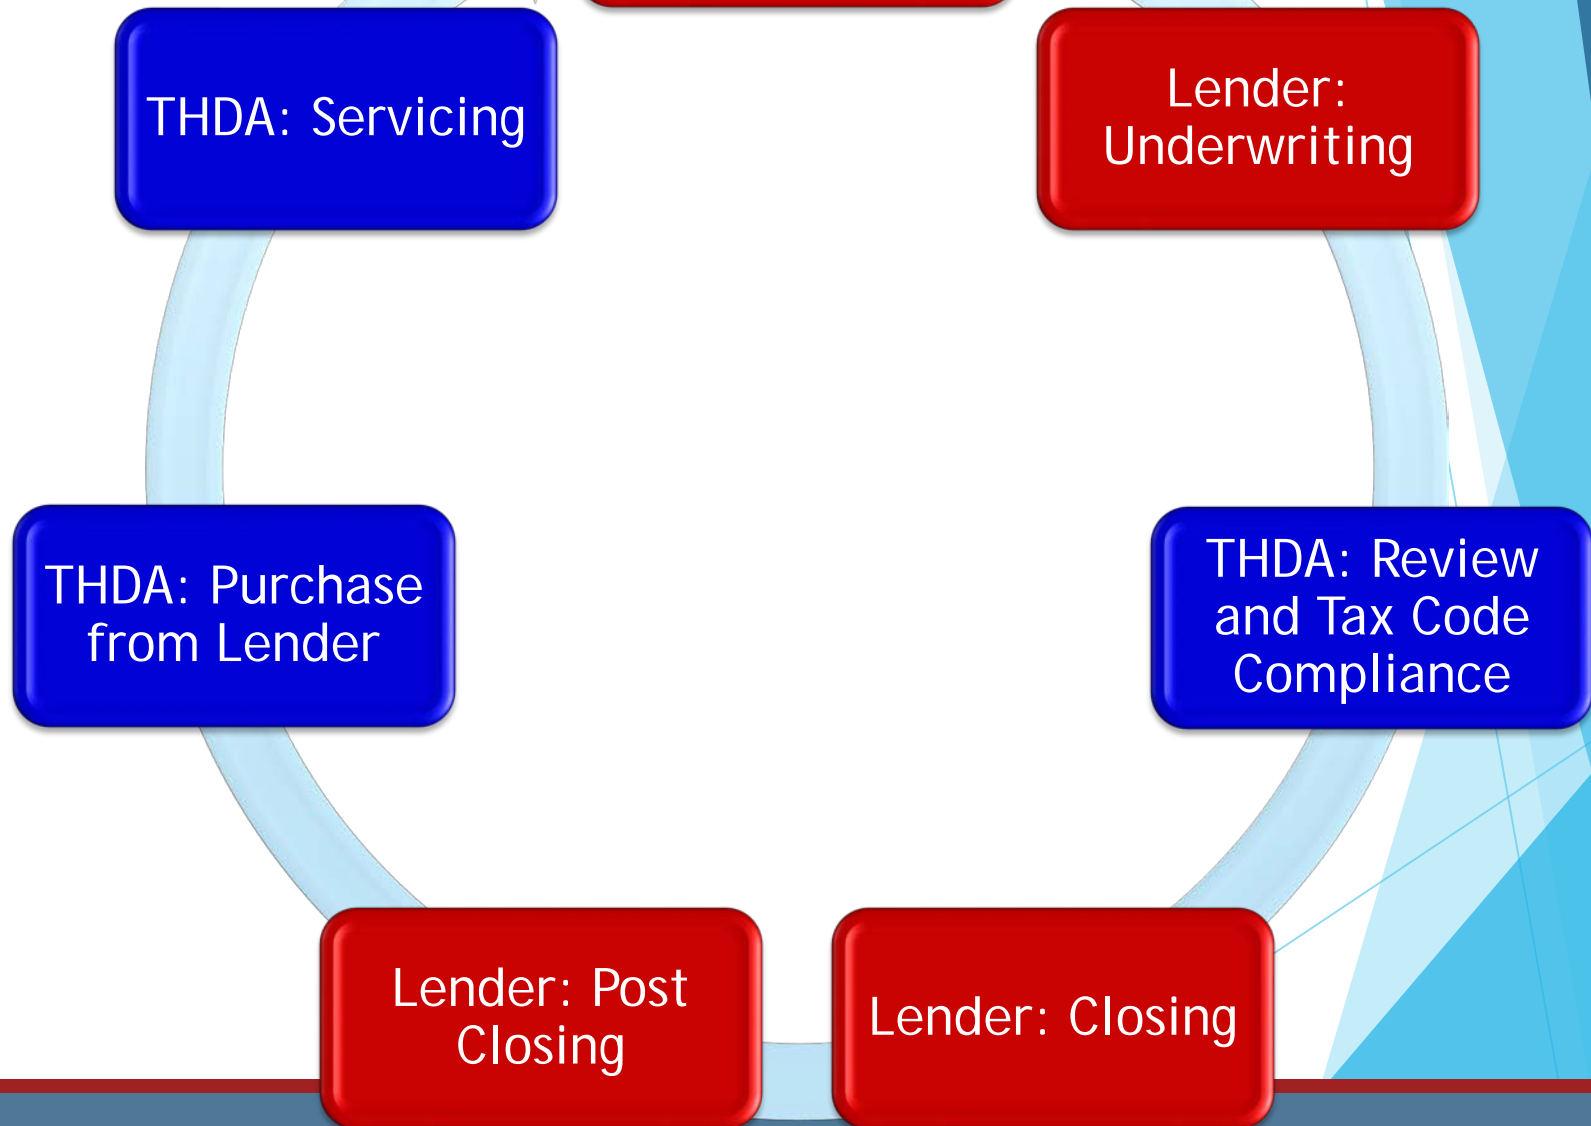 THDA: Servicing
Lender:
Underwriting
THDA: Purchase
from Lender
THDA: Review
and Tax Code
Compliance
Lender: Post
Closing
Lender: Closing